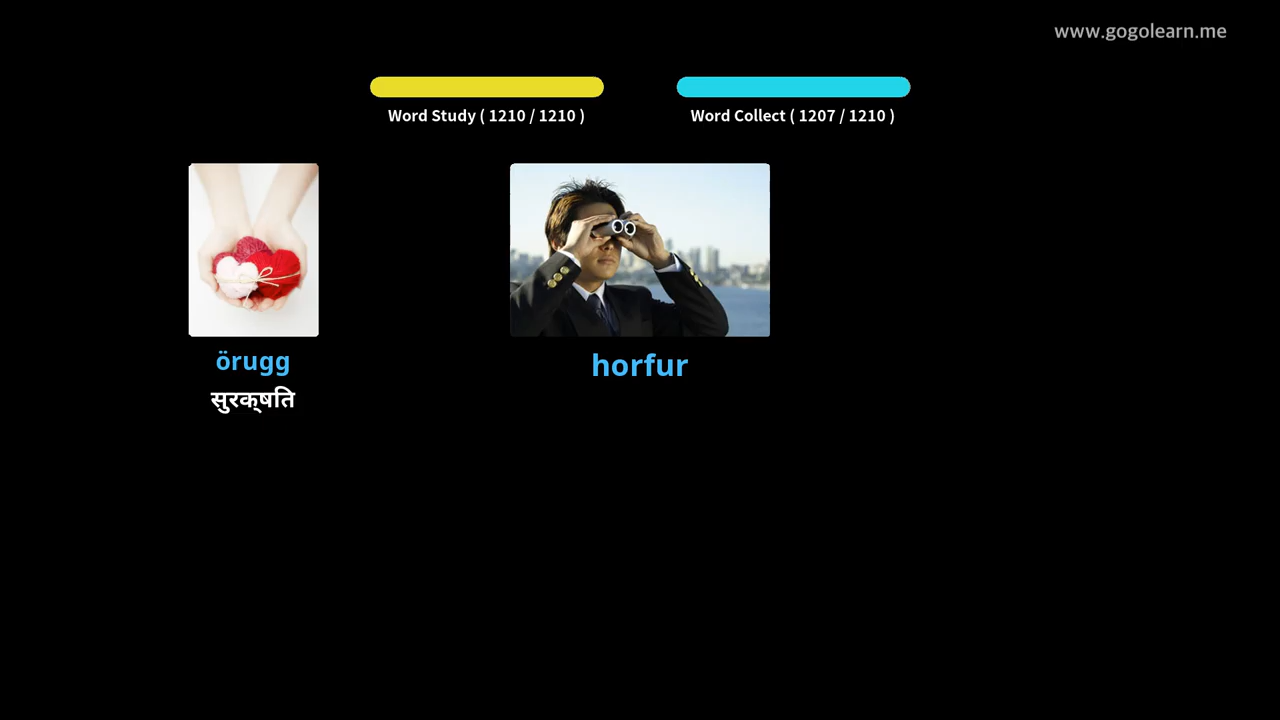 www.gogolearn.me
Word Study ( 1210 / 1210 )
Word Collect ( 1207 / 1210 )
örugg
सुरक्षति
horfur